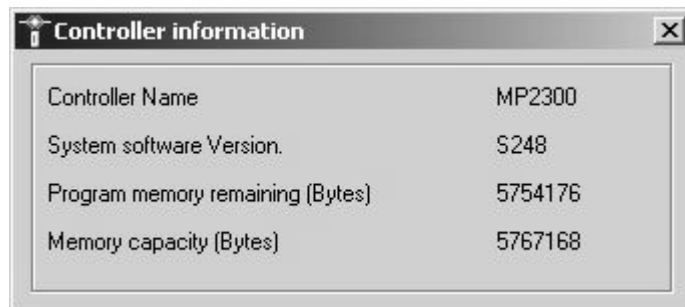 Controller information
Controller Name MP2300
System software Version. S248
Program memory remaining (Bytes) 5754176
Memory capacity (Bytes) 5767168